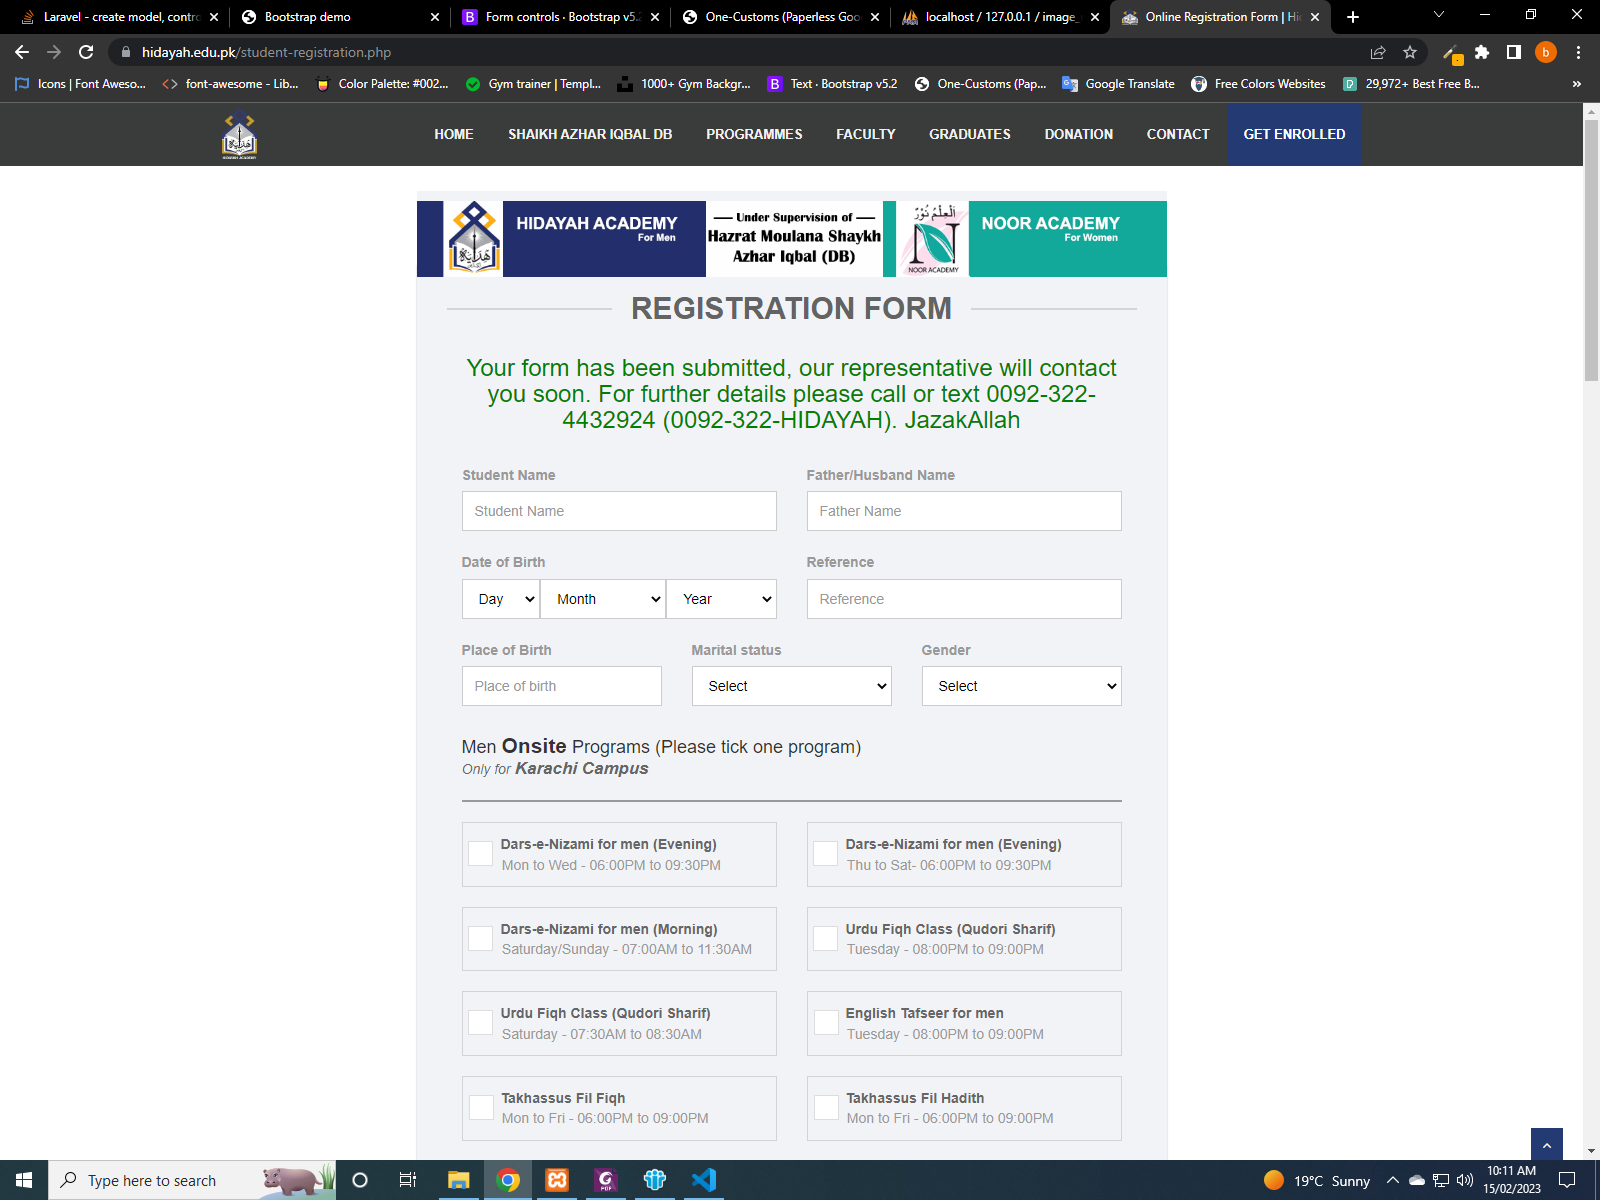 Laravel - create model, contro
Bootstrap demo
Form controls · Bootstrap v5.2
One-Customs (Paperless Goo
localhost / 127.0.0.1 / image_
Online Registration Form | Hi
hidayah.edu.pk/student-registration.php
b
Icons | Font Aweso...
font-awesome - Lib...
Color Palette: #002...
Gym trainer | Templ...
1000+ Gym Backgr...
Text · Bootstrap v5.2
One-Customs (Pap...
Google Translate
Free Colors Websites
29,972+ Best Free B...
HOME
SHAIKH AZHAR IQBAL DB
PROGRAMMES
FACULTY
GRADUATES
DONATION
CONTACT
GET ENROLLED
HIDAYAH ACADEMY
For Men
Under Supervision of
Hazrat Moulana Shaykh
Azhar Iqbal (DB)
NOOR ACADEMY
NOOR ACADEMY
For Women
REGISTRATION FORM
Your form has been submitted, our representative will contact
you soon. For further details please call or text 0092-322-
4432924 (0092-322-HIDAYAH). JazakAllah
Student Name
Father/Husband Name
Student Name
Father Name
Date of Birth
Reference
Day
Month
Year
Reference
Place of Birth
Marital status
Gender
Place of birth
Select
Select
Men Onsite Programs (Please tick one program)
Only for Karachi Campus
Dars-e-Nizami for men (Evening)
Mon to Wed - 06:00PM to 09:30PM
Dars-e-Nizami for men (Evening)
Thu to Sat- 06:00PM to 09:30PM
Dars-e-Nizami for men (Morning)
Saturday/Sunday - 07:00AM to 11:30AM
Urdu Fiqh Class (Qudori Sharif)
Tuesday - 08:00PM to 09:00PM
Urdu Fiqh Class (Qudori Sharif)
Saturday - 07:30AM to 08:30AM
English Tafseer for men
Tuesday - 08:00PM to 09:00PM
Takhassus Fil Fiqh
Mon to Fri - 06:00PM to 09:00PM
Takhassus Fil Hadith
Mon to Fri - 06:00PM to 09:00PM
Type here to search
19°C Sunny
10:11 AM
15/02/2023